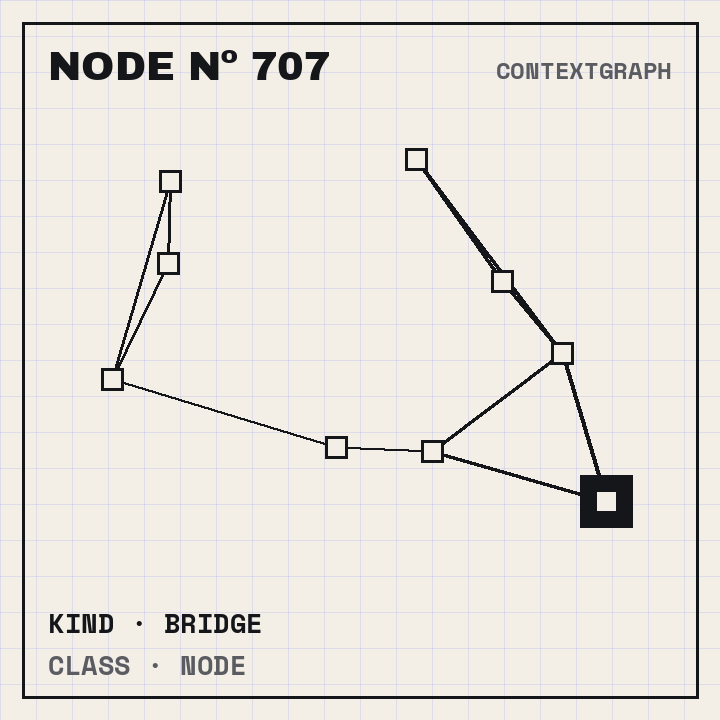 NODE Nº 707
CONTEXTGRAPH
KIND · BRIDGE
CLASS · NODE